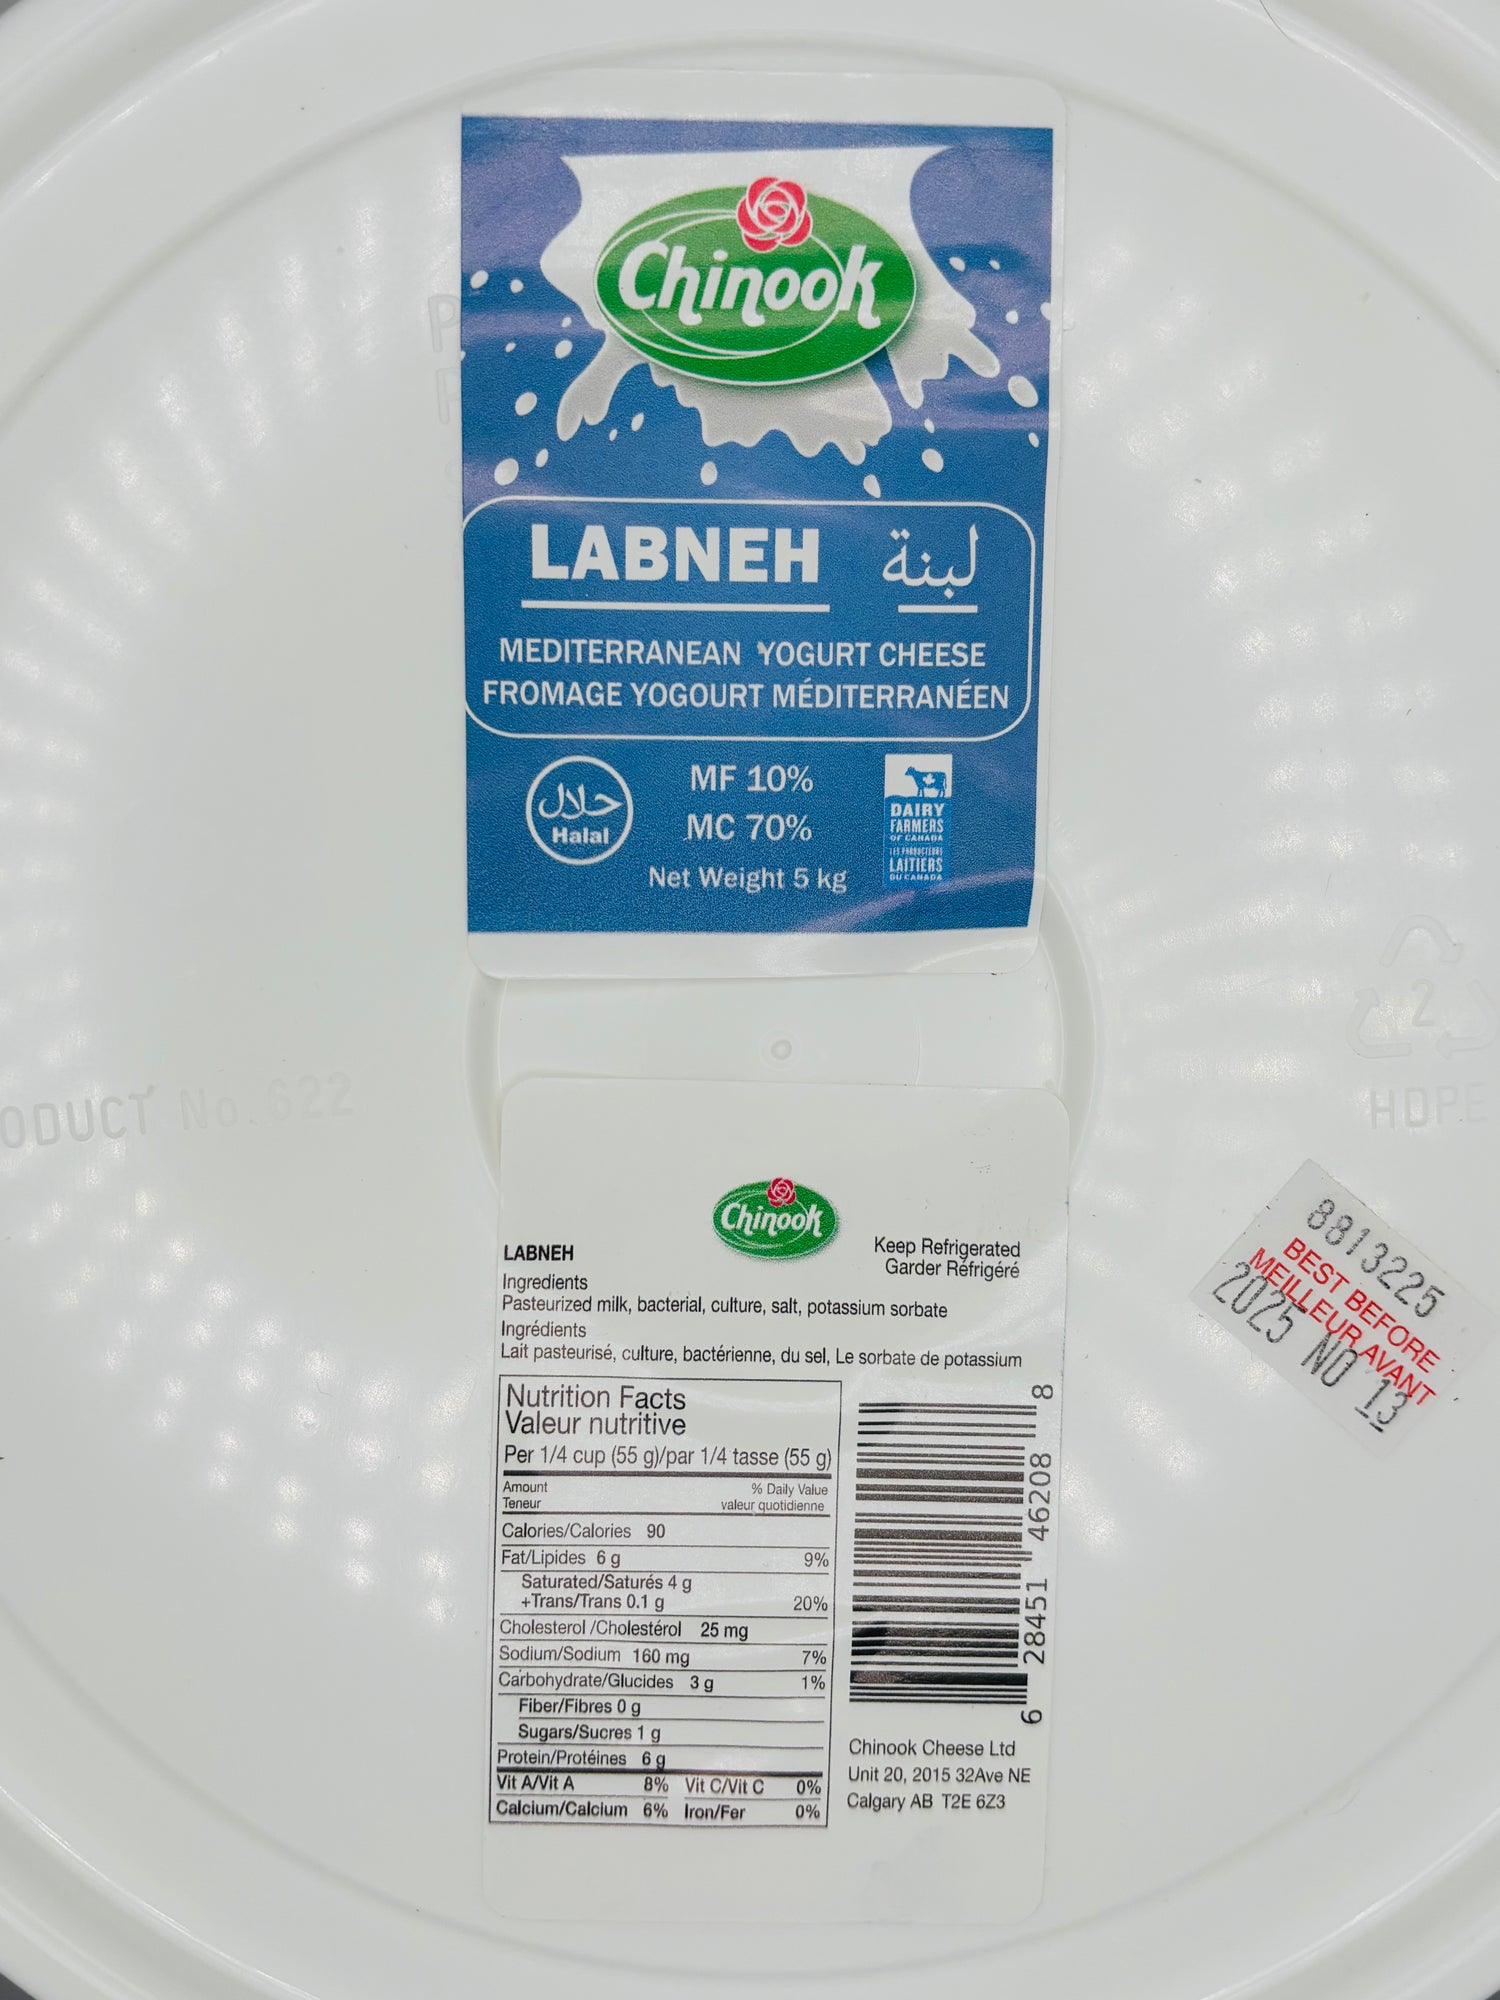 Chinook
LABNEH لبنة
MEDITERRANEAN YOGURT CHEESE
FROMAGE YOGOURT MÉDITERRANÉEN
حلال
Halal
MF 10%
MC 70%
Net Weight 5 kg
DAIRY
FARMERS
OF CANADA
LES PRODUCTEURS
LAITIERS
DU CANADA
2
HDPE
ODUCT No.622
Chinook
Keep Refrigerated
Garder Réfrigéré
LABNEH
Ingredients
Pasteurized milk, bacterial, culture, salt, potassium sorbate
Ingrédients
Lait pasteurisé, culture, bactérienne, du sel, Le sorbate de potassium
Nutrition Facts
Valeur nutritive
Per 1/4 cup (55 g)/par 1/4 tasse (55 g)
Amount % Daily Value
Teneur valeur quotidienne
Calories/Calories 90
Fat/Lipides 6 g 9%
Saturated/Saturés 4 g
+Trans/Trans 0.1 g 20%
Cholesterol /Cholestérol 25 mg
Sodium/Sodium 160 mg 7%
Carbohydrate/Glucides 3 g 1%
Fiber/Fibres 0 g
Sugars/Sucres 1 g
Protein/Protéines 6 g
Vit A/Vit A 8% Vit C/Vit C 0%
Calcium/Calcium 6% Iron/Fer 0%
6 28451 46208 8
Chinook Cheese Ltd
Unit 20, 2015 32Ave NE
Calgary AB T2E 6Z3
8813225
BEST BEFORE
MEILLEUR AVANT
2025 NO 13